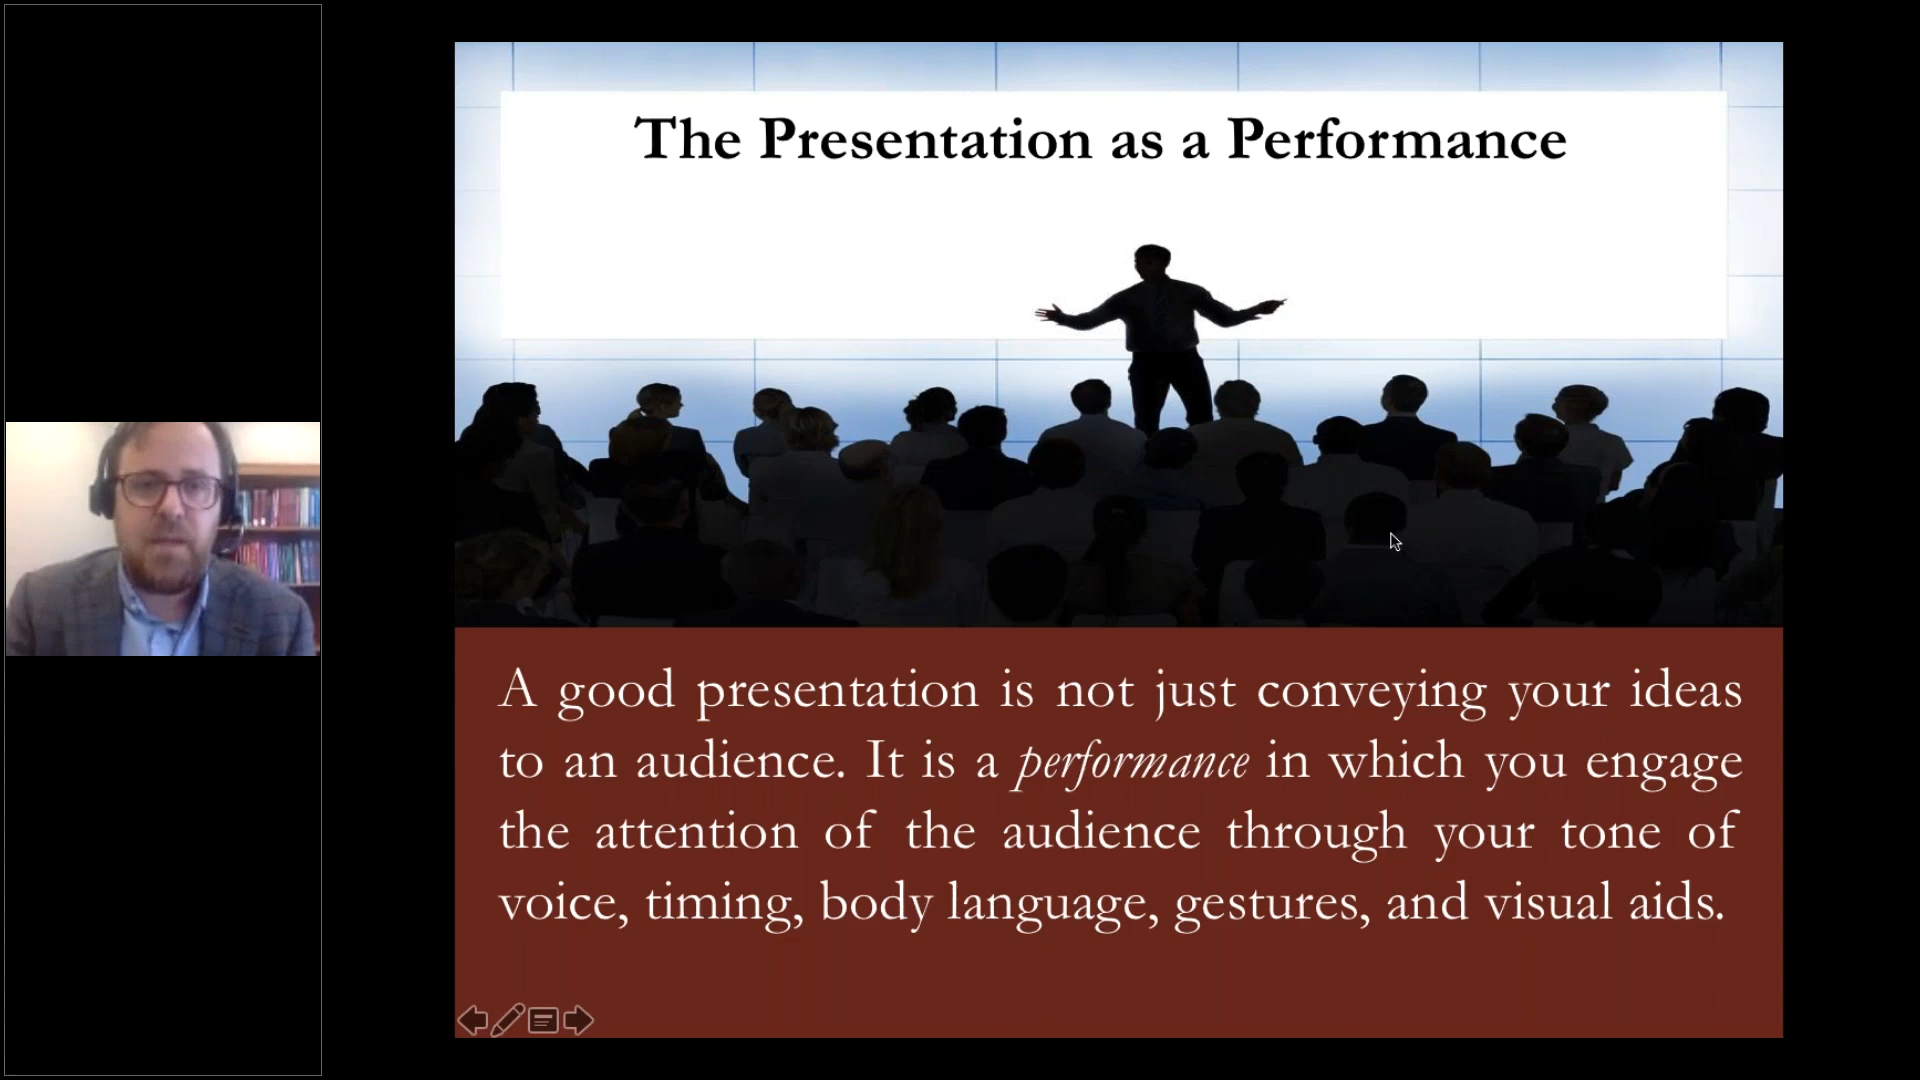 The Presentation as a Performance
A good presentation is not just conveying your ideas
to an audience. It is a performance in which you engage
the attention of the audience through your tone of
voice, timing, body language, gestures, and visual aids.